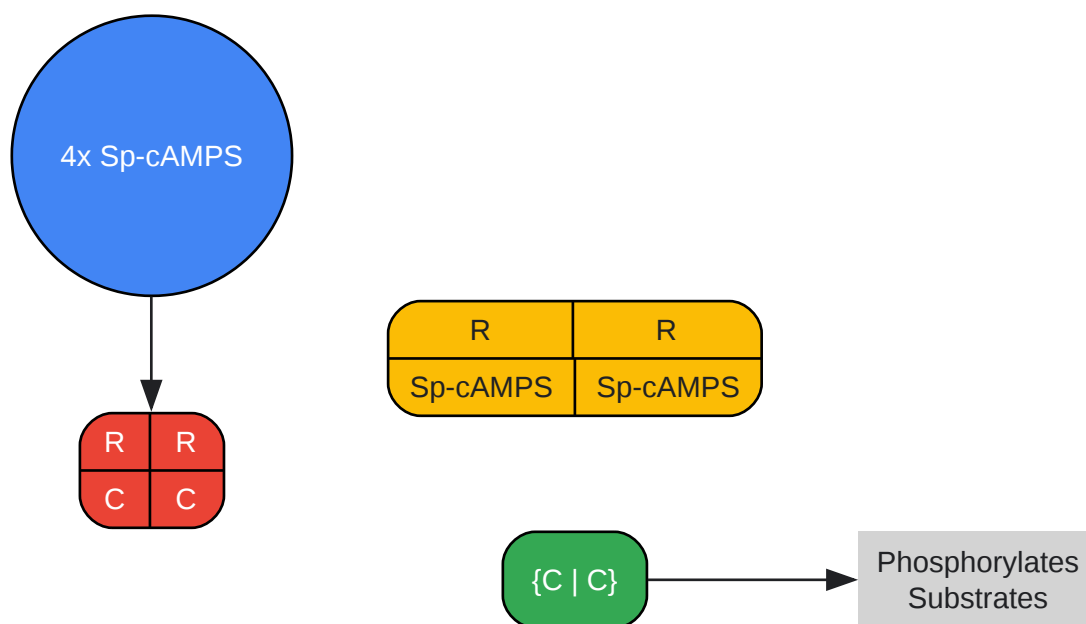 4x Sp-cAMPS
R R
Sp-cAMPS Sp-cAMPS
R R
C C
{C | C}
Phosphorylates
Substrates